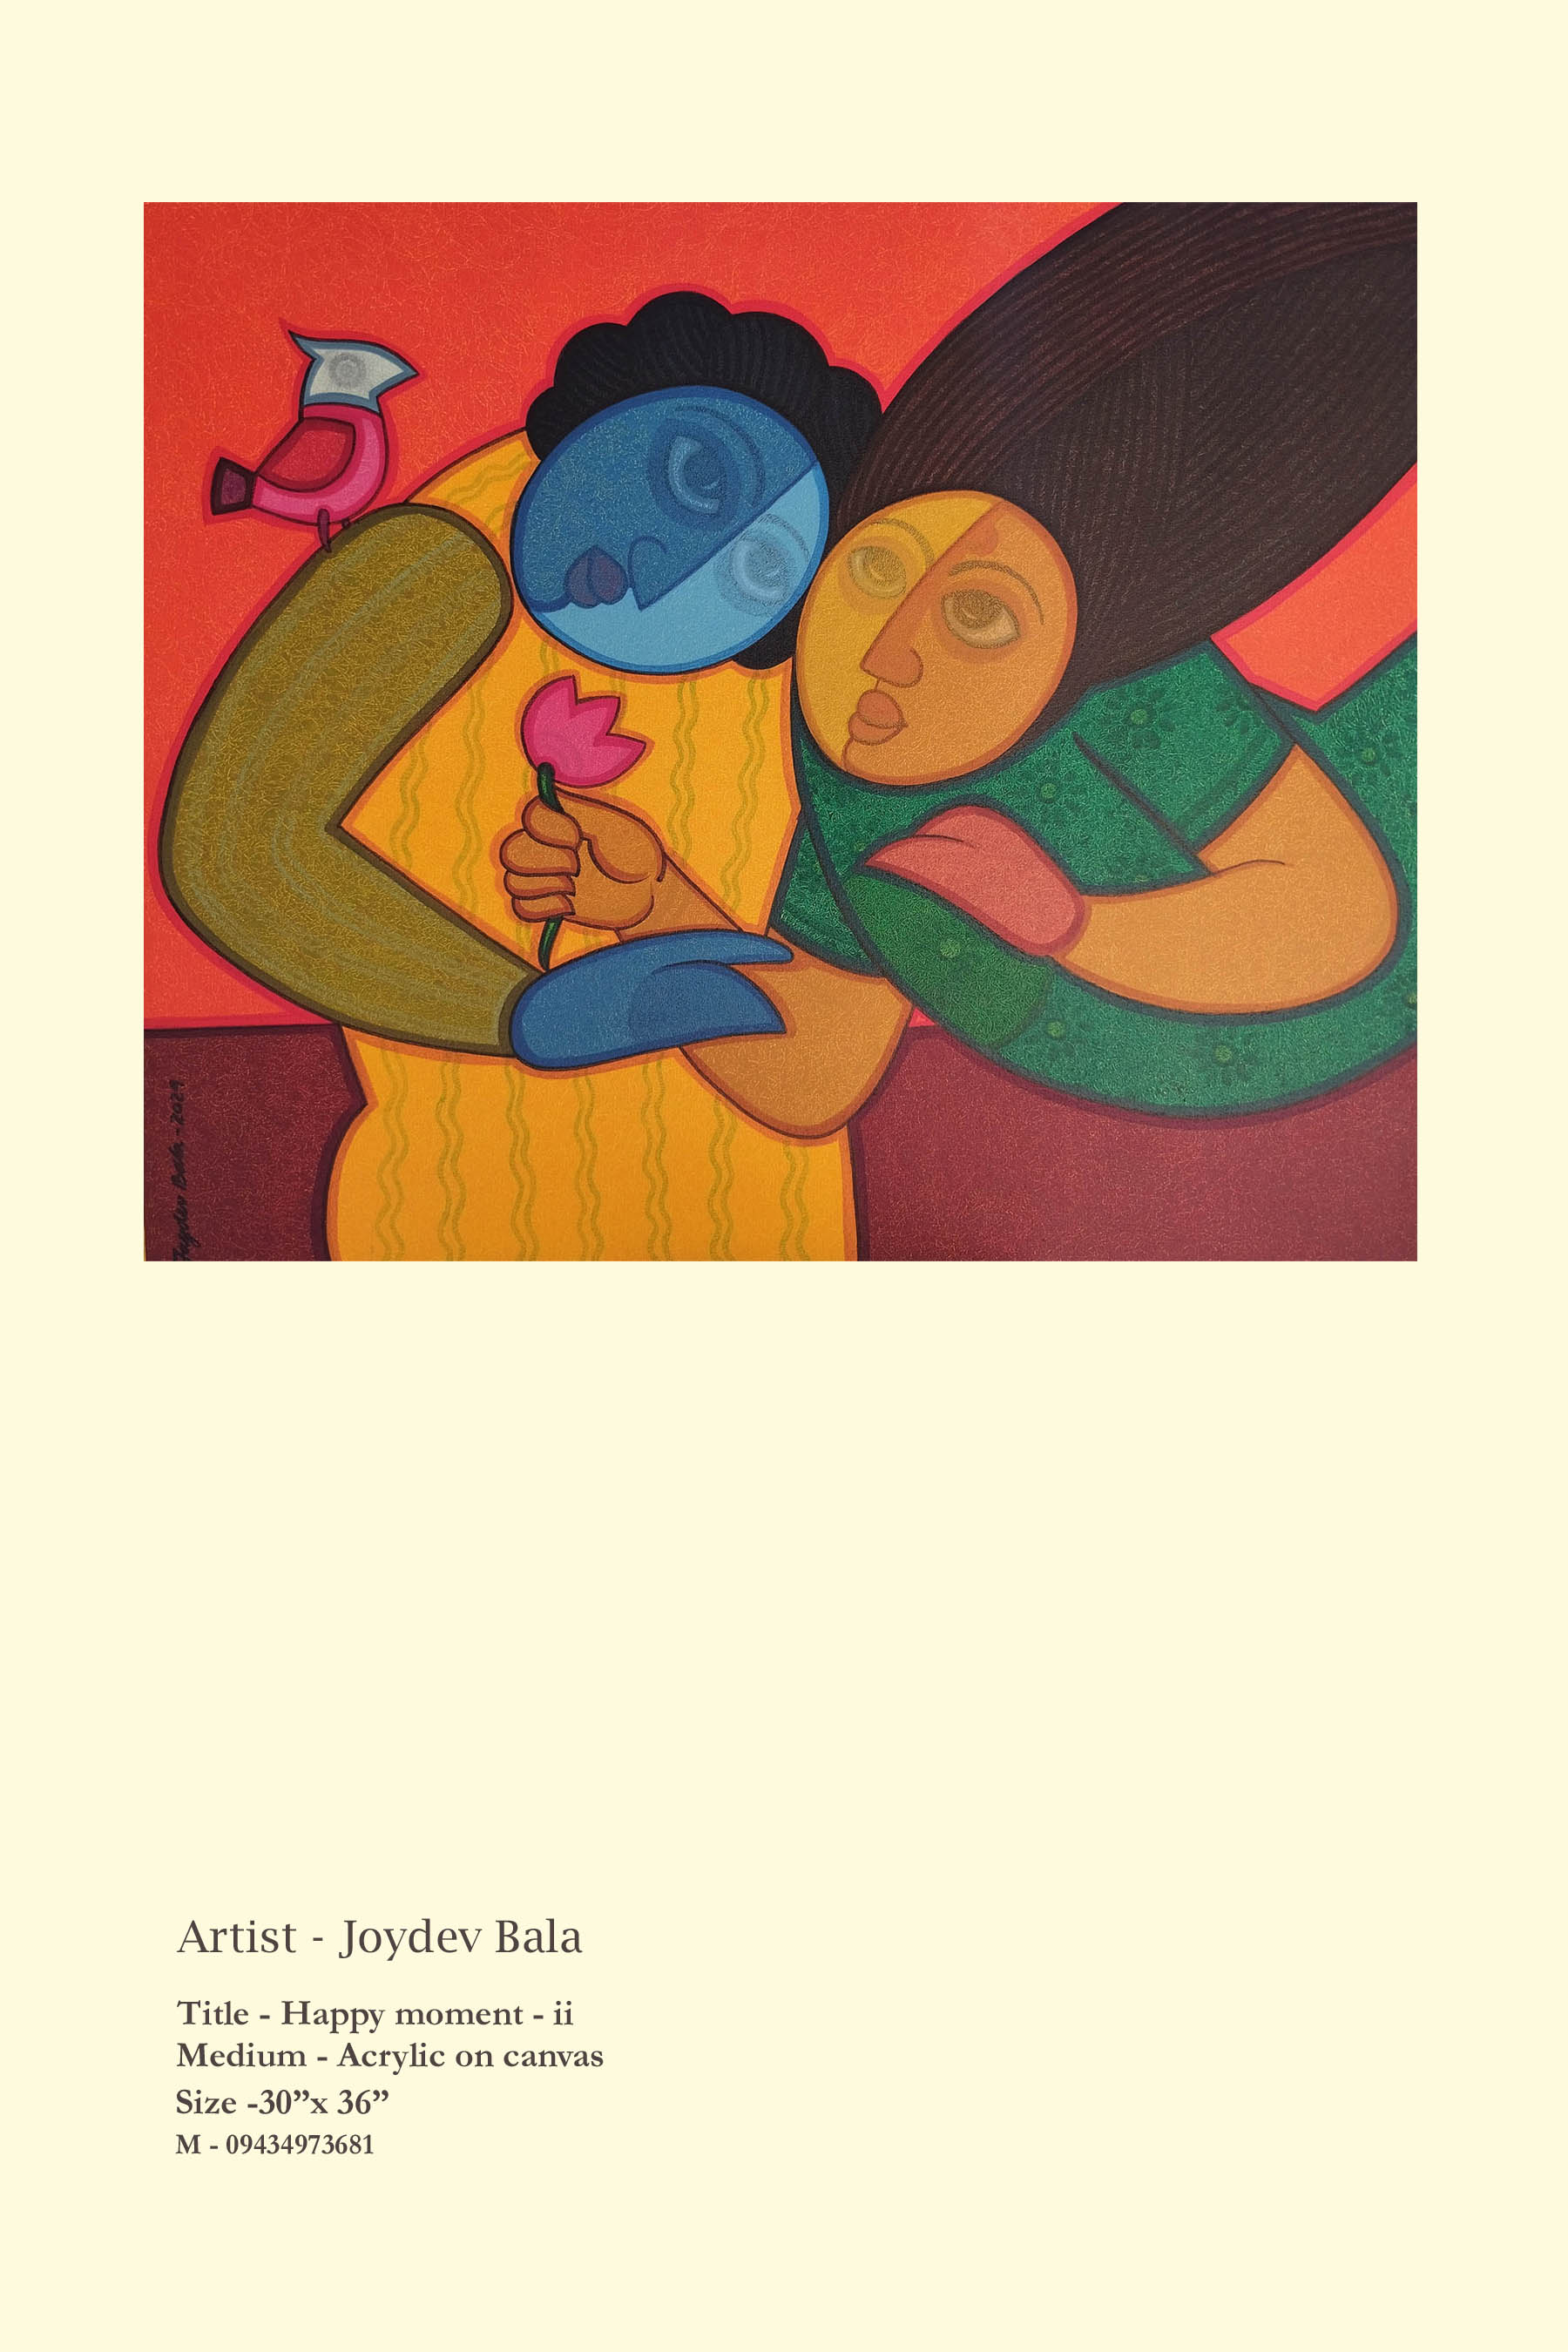 Joydev Bala - 2021
Artist - Joydev Bala
Title - Happy moment - ii
Medium - Acrylic on canvas
Size -30”x 36”
M - 09434973681